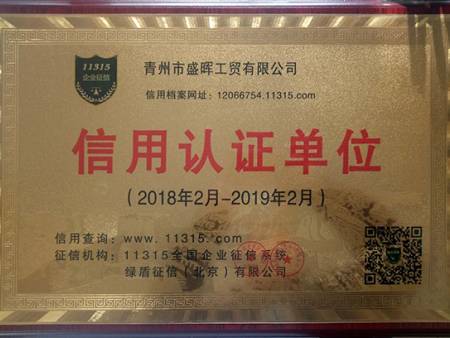 11315
企业征信
青州市盛晖工贸有限公司
信用档案网址：12066754.11315.com
信用认证单位
（2018年2月-2019年2月）
信用查询：www.11315.com
征信机构：11315全国企业征信系统
绿盾征信（北京）有限公司